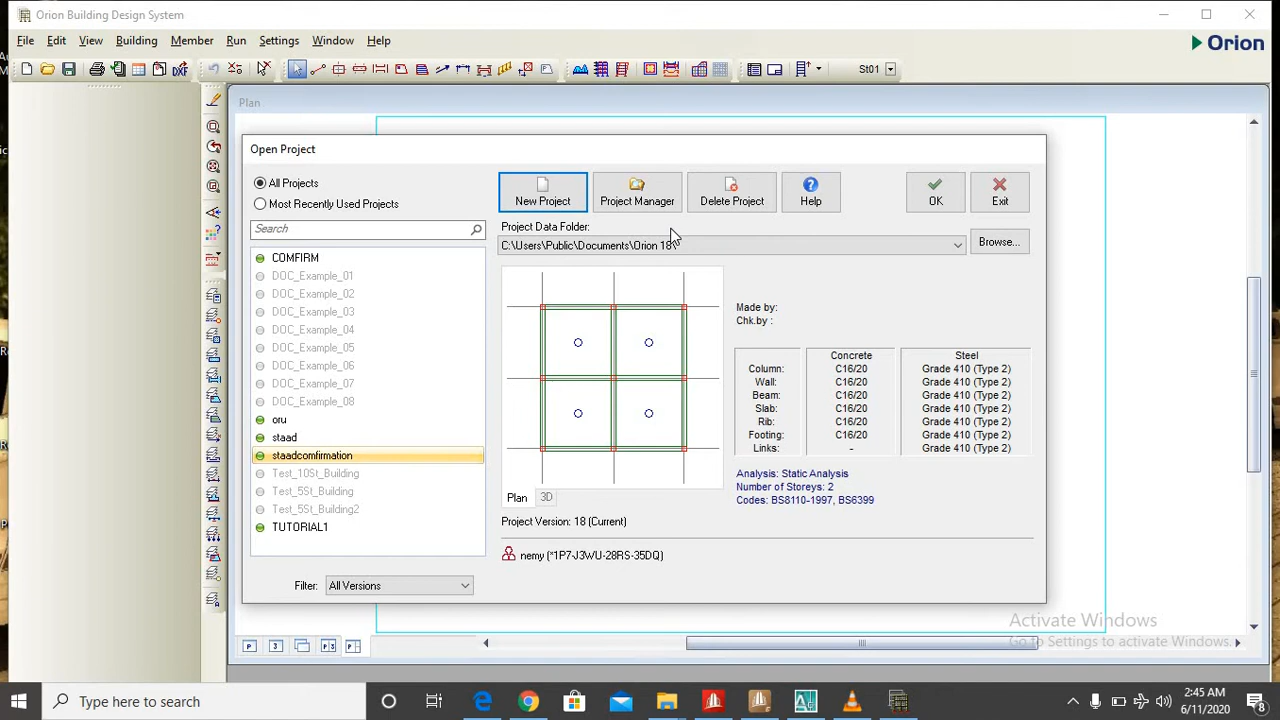 Orion Building Design System
File Edit View Building Member Run Settings Window Help
Orion
DXF
St01
Plan
Open Project
All Projects
Most Recently Used Projects
Search
COMFIRM
DOC_Example_01
DOC_Example_02
DOC_Example_03
DOC_Example_04
DOC_Example_05
DOC_Example_06
DOC_Example_07
DOC_Example_08
oru
staad
staadcomfirmation
Test_10St_Building
Test_5St_Building
Test_5St_Building2
TUTORIAL1
Filter: All Versions
New Project
Project Manager
Delete Project
Help
OK
Exit
Project Data Folder:
C:\Users\Public\Documents\Orion 18\
Browse...
Made by:
Chk.by :
Concrete Steel
Column: C16/20 Grade 410 (Type 2)
Wall: C16/20 Grade 410 (Type 2)
Beam: C16/20 Grade 410 (Type 2)
Slab: C16/20 Grade 410 (Type 2)
Rib: C16/20 Grade 410 (Type 2)
Footing: C16/20 Grade 410 (Type 2)
Links: - Grade 410 (Type 2)
Analysis: Static Analysis
Number of Storeys: 2
Codes: BS8110-1997, BS6399
Plan 3D
Project Version: 18 (Current)
nemy (*1P7-J3WU-28RS-35DQ)
Activate Windows
Go to Settings to activate Windows.
Type here to search
2:45 AM
6/11/2020
8